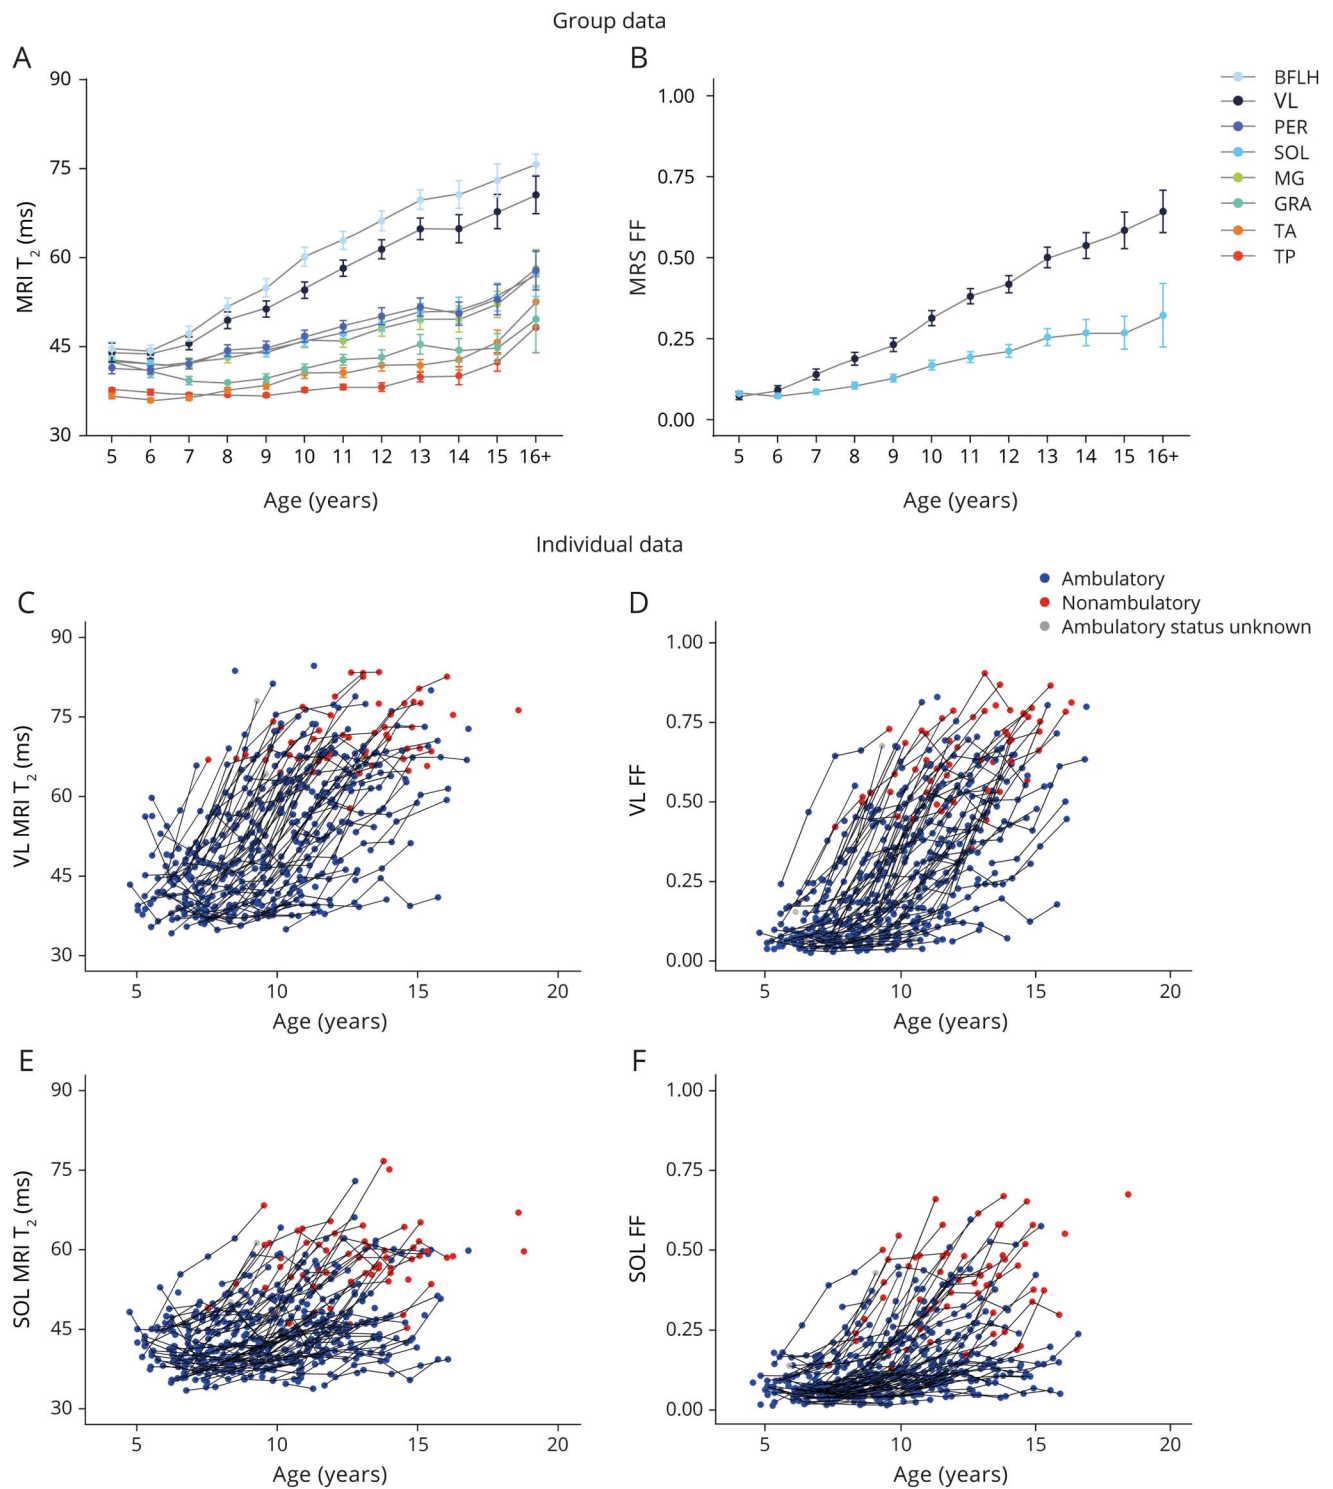 Group data
A
90
75
60
45
30
MRI T2 (ms)
5 6 7 8 9 10 11 12 13 14 15 16+
Age (years)
B
1.00
0.75
0.50
0.25
0.00
MRS FF
5 6 7 8 9 10 11 12 13 14 15 16+
Age (years)
BFLH
VL
PER
SOL
MG
GRA
TA
TP
Individual data
C
90
75
60
45
30
VL MRI T2 (ms)
5 10 15 20
Age (years)
D
Ambulatory
Nonambulatory
Ambulatory status unknown
1.00
0.75
0.50
0.25
0.00
VL FF
5 10 15 20
Age (years)
E
90
75
60
45
30
SOL MRI T2 (ms)
5 10 15 20
Age (years)
F
1.00
0.75
0.50
0.25
0.00
SOL FF
5 10 15 20
Age (years)